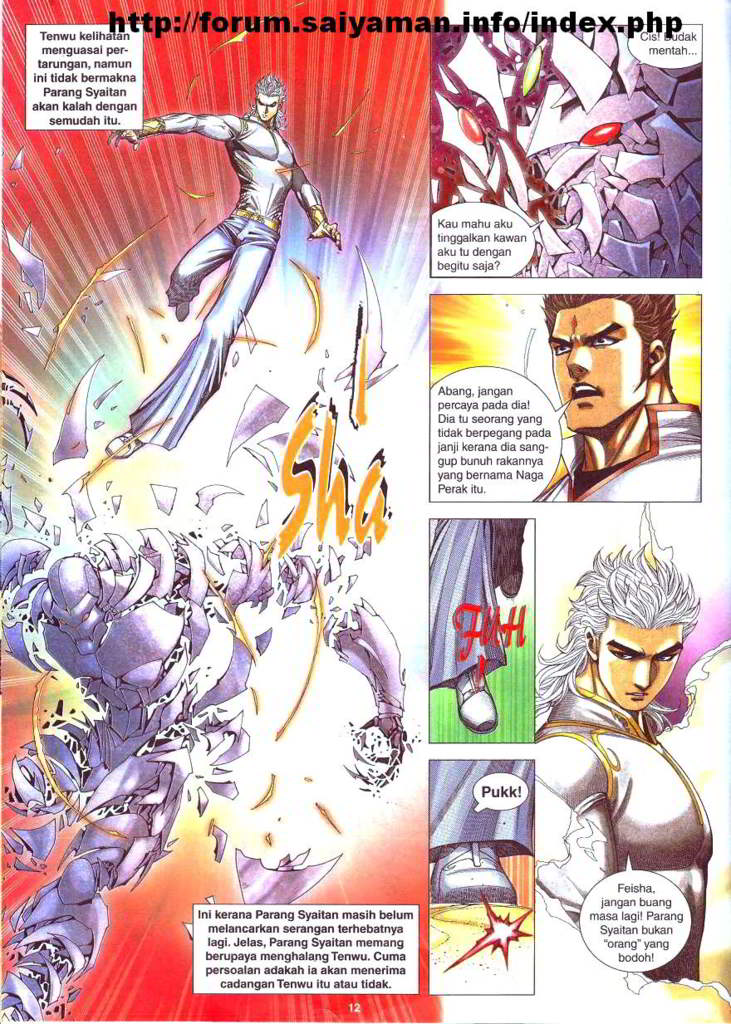 http://forum.saiyaman.info/index.php
Tenwu kelihatan
menguasai per-
tarungan, namun
ini tidak bermakna
Parang Syaitan
akan kalah dengan
semudah itu.
Cis! Budak
mentah...
Kau mahu aku
tinggalkan kawan
aku tu dengan
begitu saja?
Abang, jangan
percaya pada dia!
Dia tu seorang yang
tidak berpegang pada
janji kerana dia sang-
gup bunuh rakannya
yang bernama Naga
Perak itu.
Sha!
FUH!
Pukk!
Feisha,
jangan buang
masa lagi! Parang
Syaitan bukan
"orang" yang
bodoh!
Ini kerana Parang Syaitan masih belum
melancarkan serangan terhebatnya
lagi. Jelas, Parang Syaitan memang
berupaya menghalang Tenwu. Cuma
persoalan adakah ia akan menerima
cadangan Tenwu itu atau tidak.
12